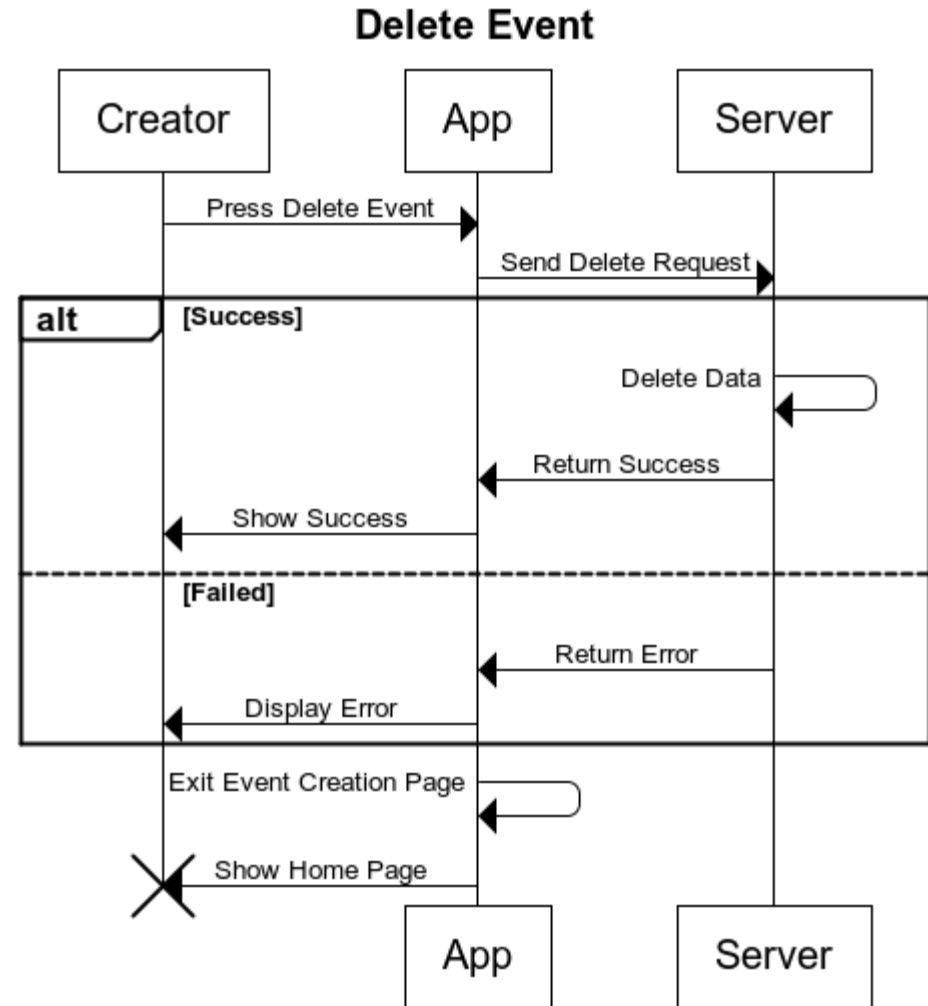 Delete Event
Creator
App
Server
Press Delete Event
Send Delete Request
alt
[Success]
Delete Data
Return Success
Show Success
[Failed]
Return Error
Display Error
Exit Event Creation Page
Show Home Page
App
Server